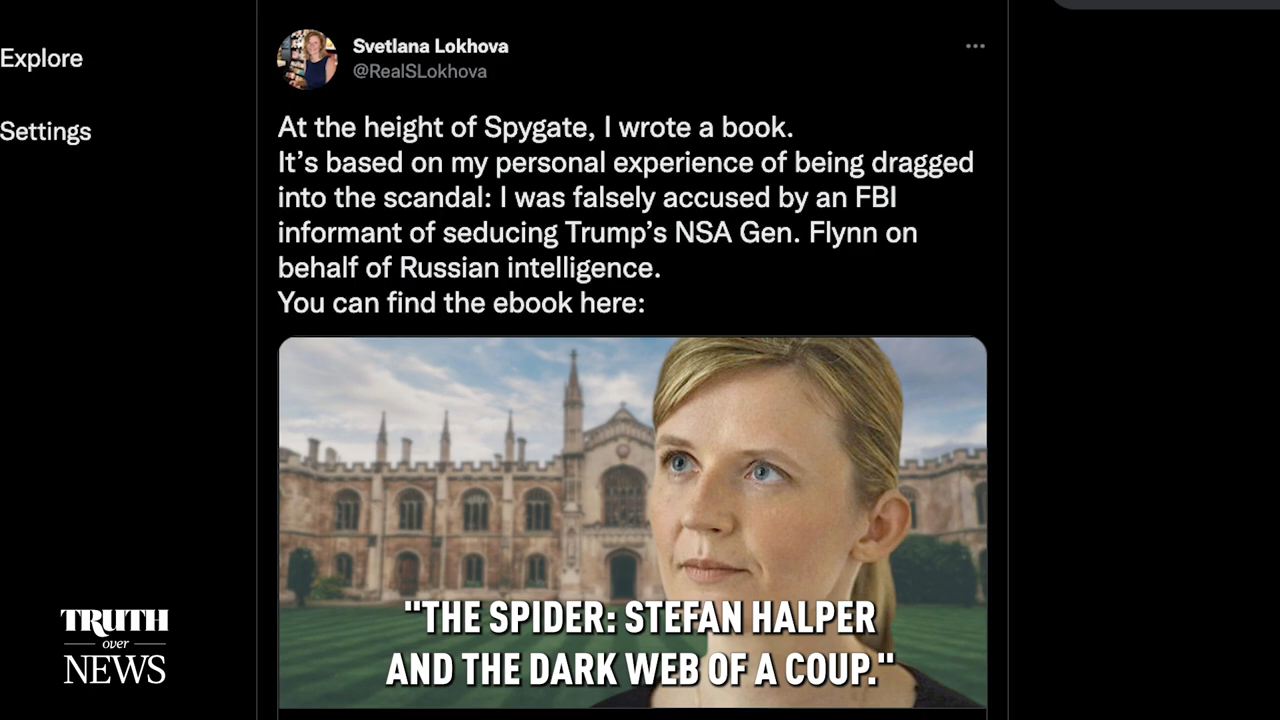 Explore
Settings
Svetlana Lokhova
@RealSLokhova
At the height of Spygate, I wrote a book.
It’s based on my personal experience of being dragged
into the scandal: I was falsely accused by an FBI
informant of seducing Trump’s NSA Gen. Flynn on
behalf of Russian intelligence.
You can find the ebook here:
"THE SPIDER: STEFAN HALPER
AND THE DARK WEB OF A COUP."
TRUTH
over
NEWS